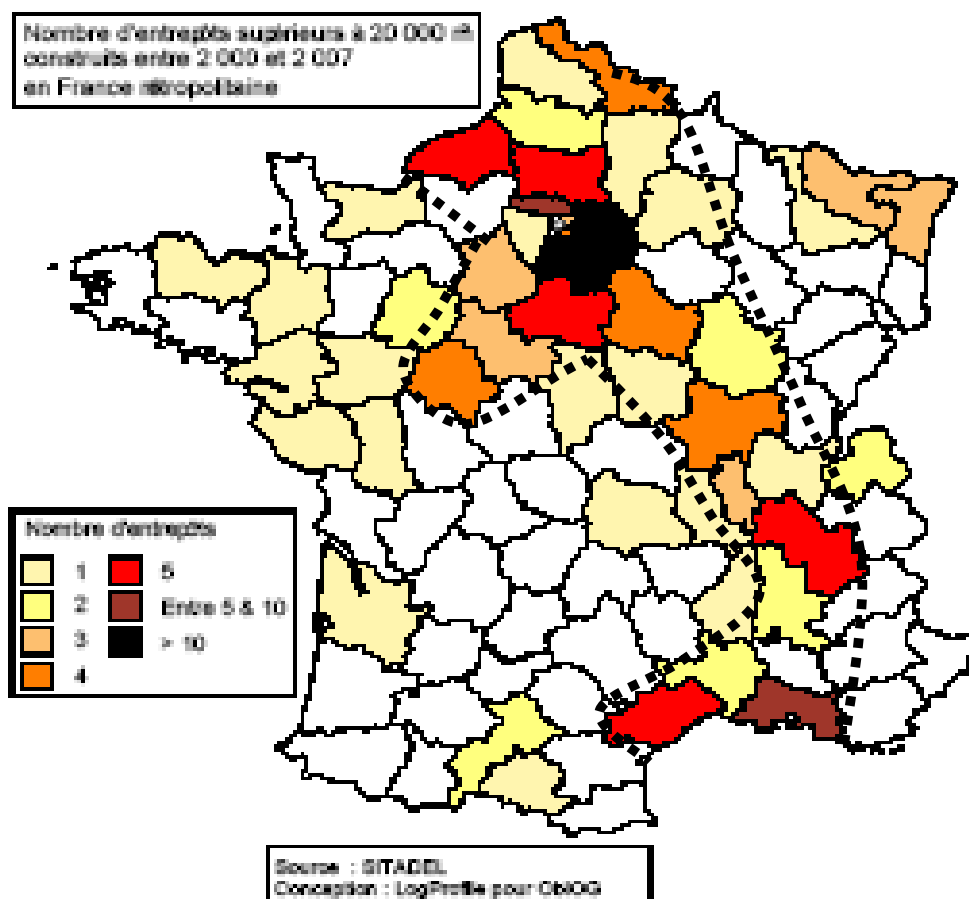 Nombre d'entrepôts supérieurs à 20 000 m²
construits entre 2 000 et 2 007
en France métropolitaine
Nombre d'entrepôts
1
5
2
Entre 5 & 10
3
> 10
4
Source : SITADEL
Conception : LogProfile pour